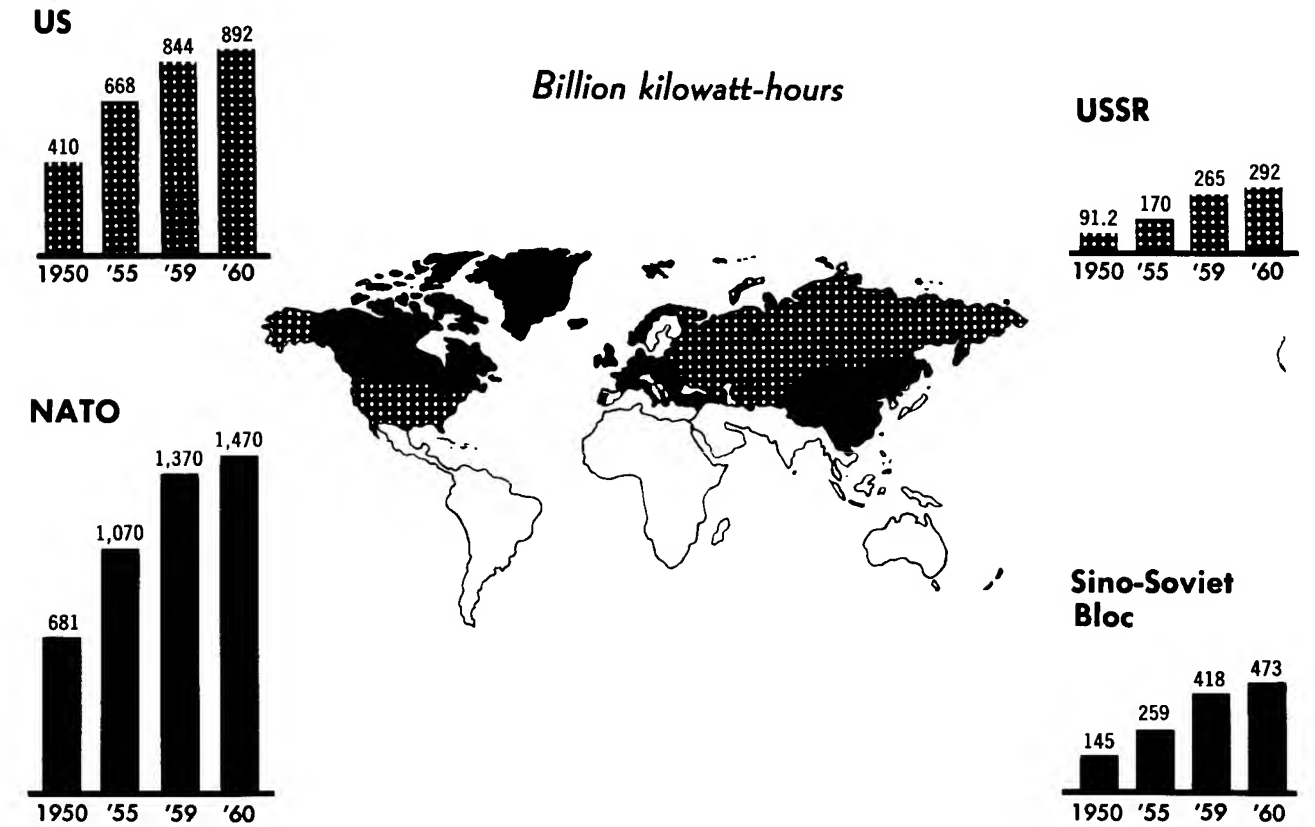 US
410
668
844
892
1950 '55 '59 '60
Billion kilowatt-hours
USSR
91.2
170
265
292
1950 '55 '59 '60
NATO
681
1,070
1,370
1,470
1950 '55 '59 '60
Sino-Soviet
Bloc
145
259
418
473
1950 '55 '59 '60